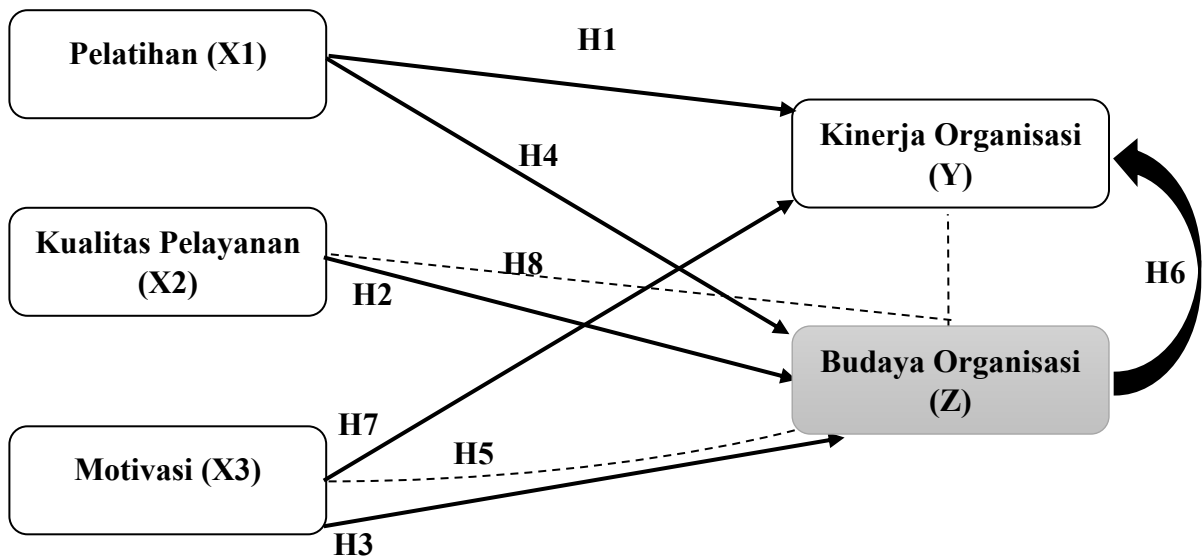 Pelatihan (X1)
H1
Kinerja Organisasi
(Y)
H4
Kualitas Pelayanan
(X2)
H8
H2
H6
Budaya Organisasi
(Z)
H7
H5
Motivasi (X3)
H3